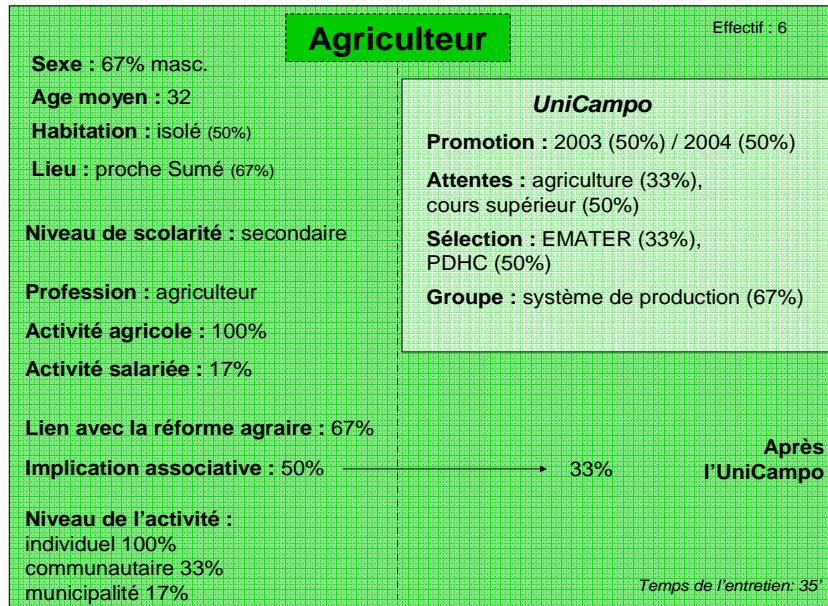 Agriculteur
Effectif : 6
Sexe : 67% masc.
Age moyen : 32
Habitation : isolé (50%)
Lieu : proche Sumé (67%)
Niveau de scolarité : secondaire
Profession : agriculteur
Activité agricole : 100%
Activité salariée : 17%
Lien avec la réforme agraire : 67%
Implication associative : 50%
33%
Après
l'UniCampo
Niveau de l'activité :
individuel 100%
communautaire 33%
municipalité 17%
UniCampo
Promotion : 2003 (50%) / 2004 (50%)
Attentes : agriculture (33%),
cours supérieur (50%)
Sélection : EMATER (33%),
PDHC (50%)
Groupe : système de production (67%)
Temps de l'entretien: 35'